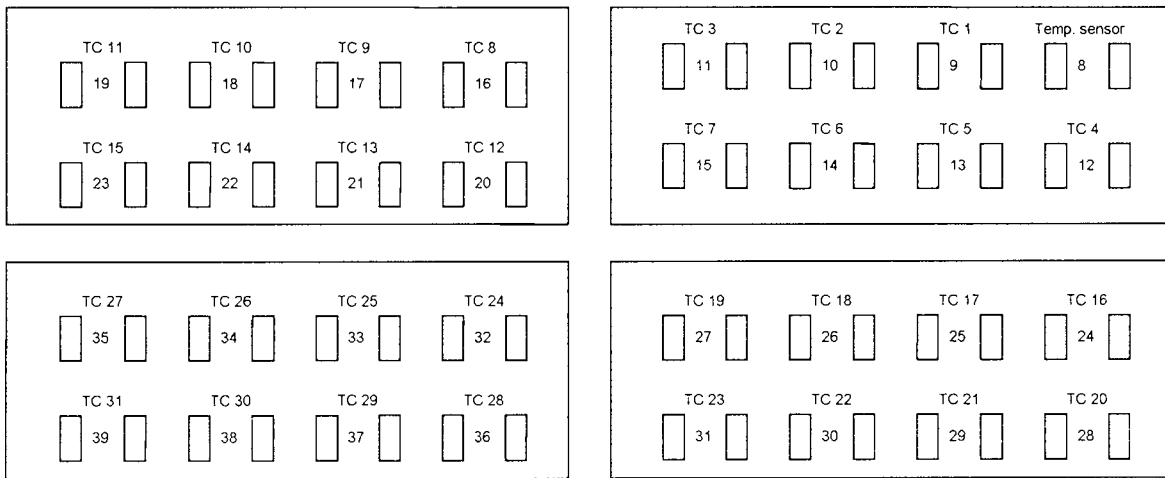 TC 11 TC 10 TC 9 TC 8
19 18 17 16
TC 15 TC 14 TC 13 TC 12
23 22 21 20
TC 3 TC 2 TC 1 Temp. sensor
11 10 9 8
TC 7 TC 6 TC 5 TC 4
15 14 13 12
TC 27 TC 26 TC 25 TC 24
35 34 33 32
TC 31 TC 30 TC 29 TC 28
39 38 37 36
TC 19 TC 18 TC 17 TC 16
27 26 25 24
TC 23 TC 22 TC 21 TC 20
31 30 29 28